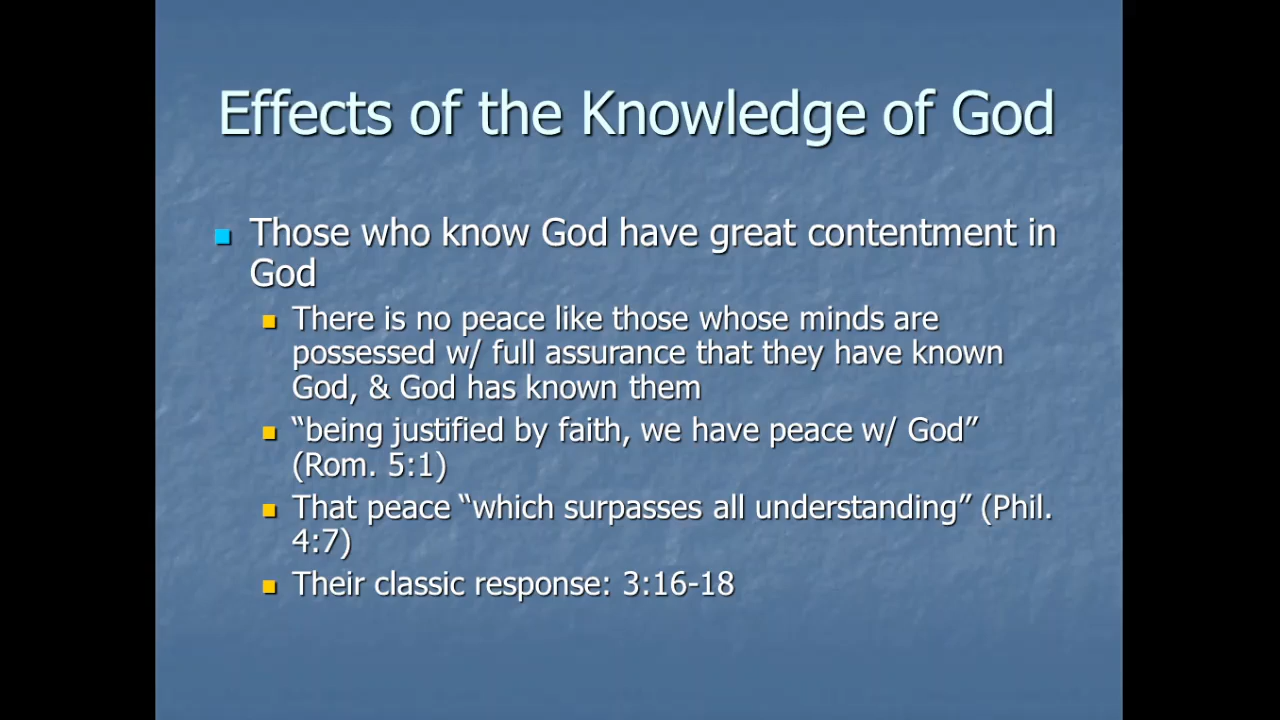 Effects of the Knowledge of God
Those who know God have great contentment in
God
There is no peace like those whose minds are
possessed w/ full assurance that they have known
God, & God has known them
“being justified by faith, we have peace w/ God”
(Rom. 5:1)
That peace “which surpasses all understanding” (Phil.
4:7)
Their classic response: 3:16-18